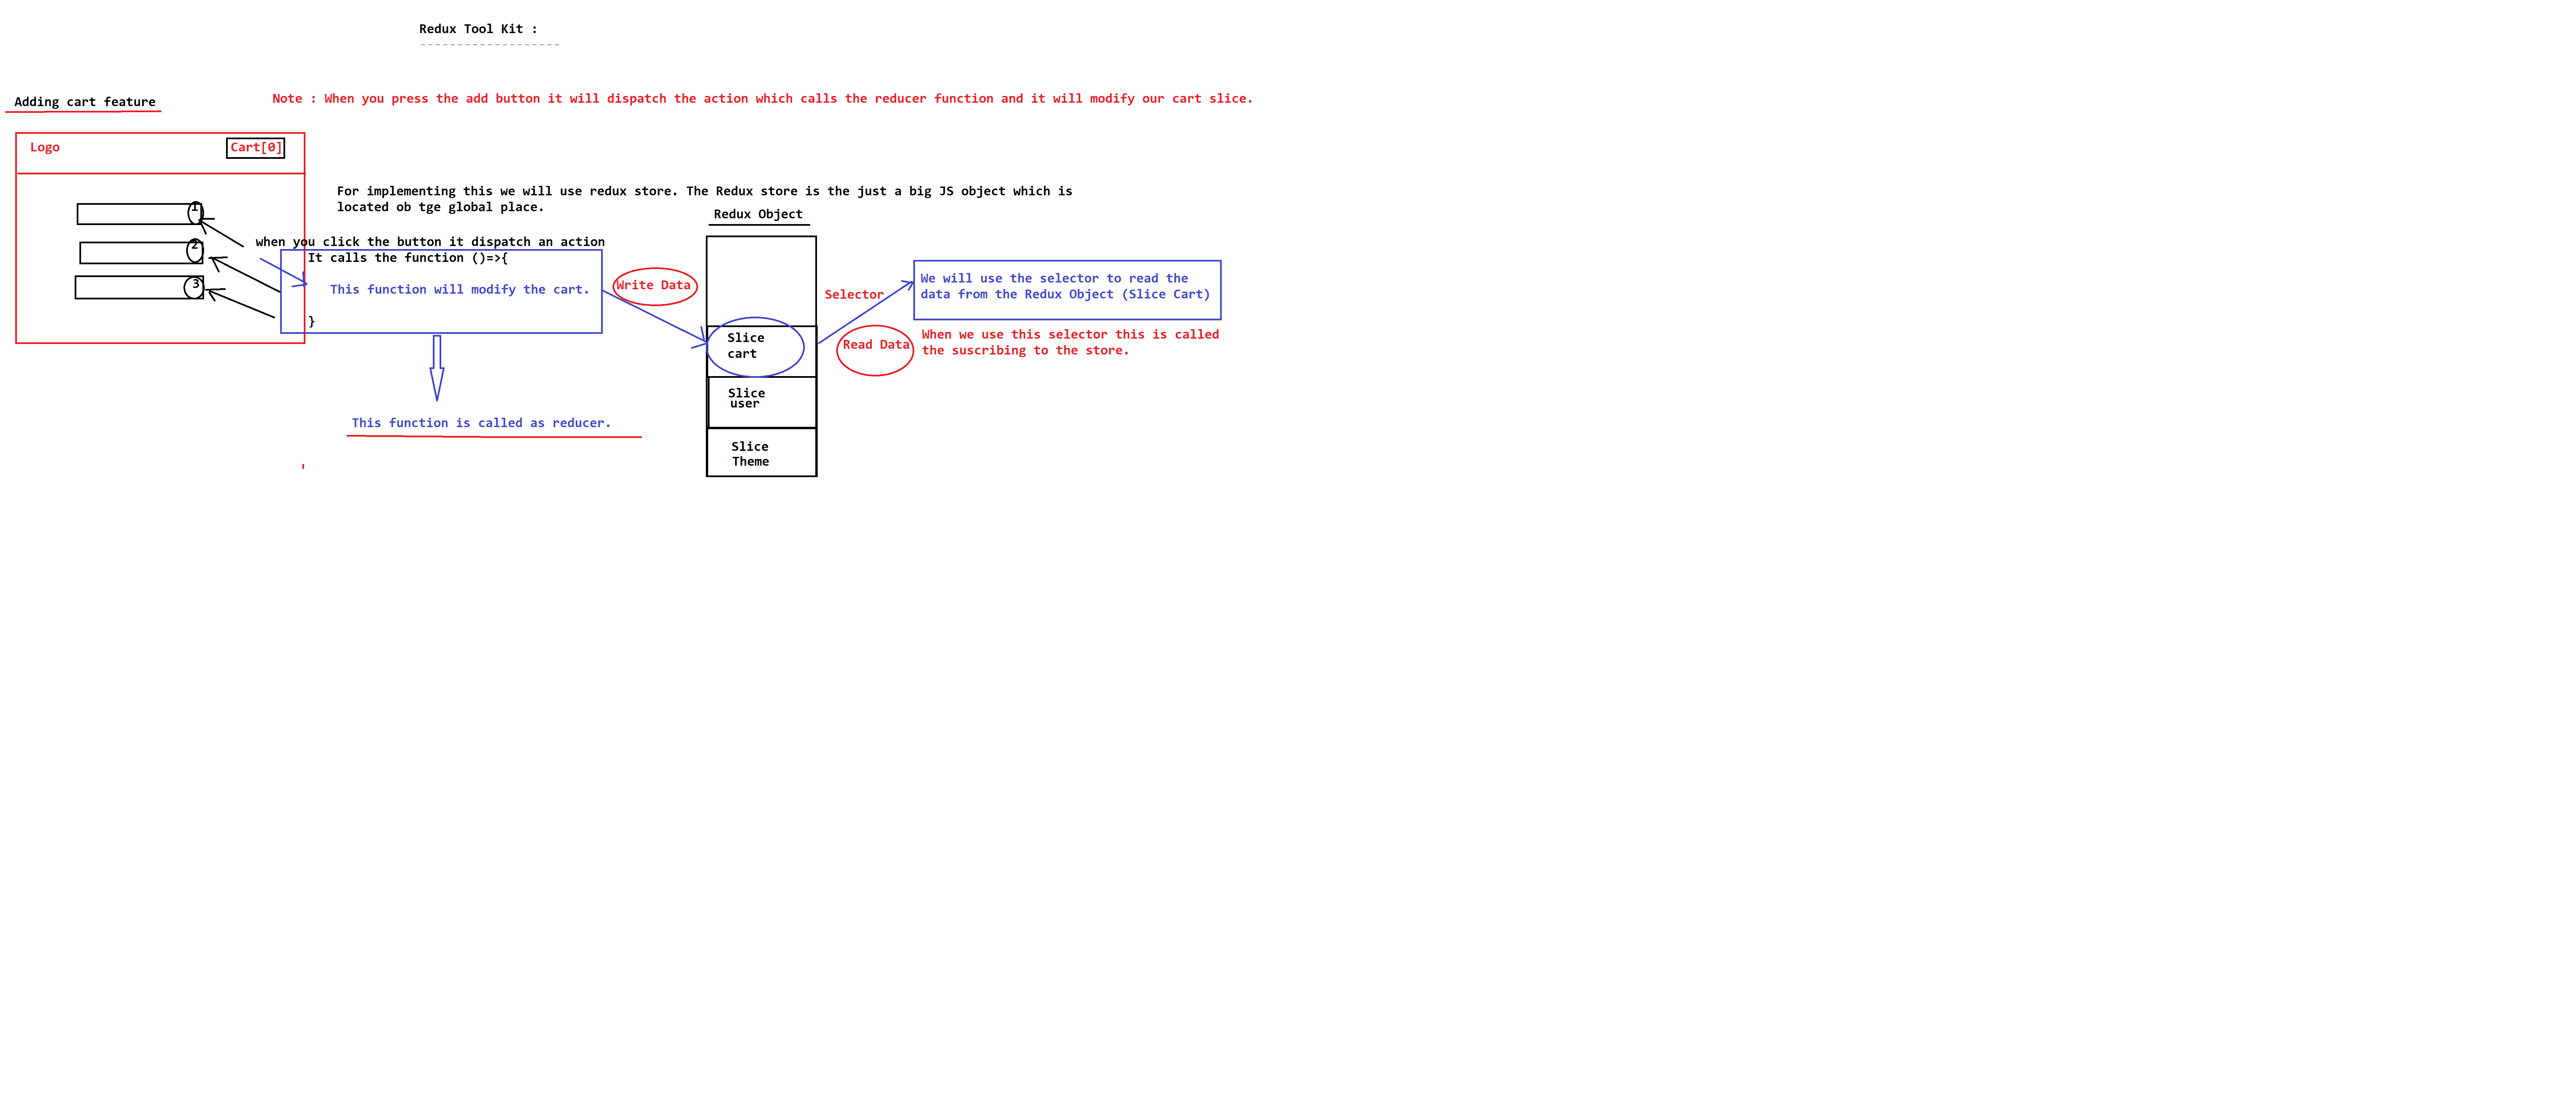 Redux Tool Kit :
-------------------
Adding cart feature
Note : When you press the add button it will dispatch the action which calls the reducer function and it will modify our cart slice.
Logo
Cart[0]
1
2
3
For implementing this we will use redux store. The Redux store is the just a big JS object which is
located ob tge global place.
when you click the button it dispatch an action
It calls the function ()=>{
This function will modify the cart.
}
This function is called as reducer.
Write Data
Redux Object
Slice
cart
Slice
user
Slice
Theme
Selector
Read Data
We will use the selector to read the
data from the Redux Object (Slice Cart)
When we use this selector this is called
the suscribing to the store.